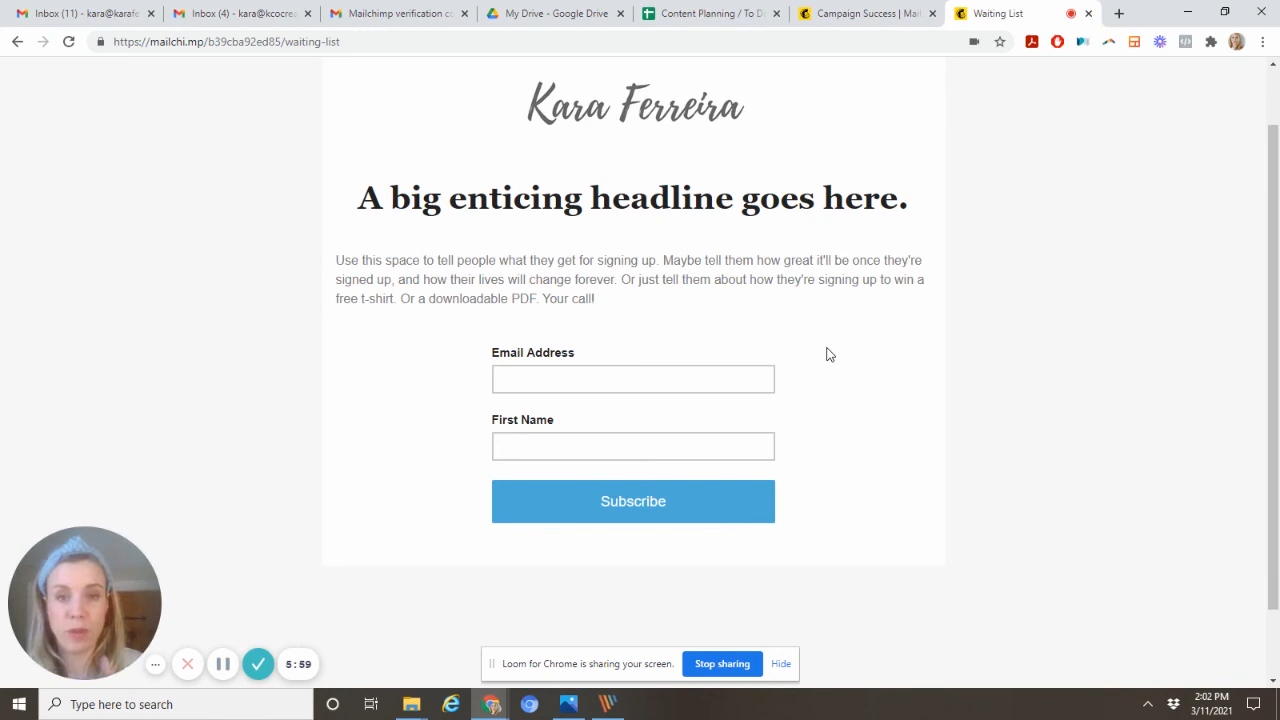 Inbox (11) - kara@karafe
Inbox(4) - kara@locrea
Mailchimp verification co
My Drive - Google Drive
Content Planning / To D
Campaign Success | Mail
Waiting List
https://mailchi.mp/b39cba92ed85/waiting-list
Kara Ferreira
A big enticing headline goes here.
Use this space to tell people what they get for signing up. Maybe tell them how great it'll be once they're
signed up, and how their lives will change forever. Or just tell them about how they're signing up to win a
free t-shirt. Or a downloadable PDF. Your call!
Email Address
First Name
Subscribe
5:59
Loom for Chrome is sharing your screen.
Stop sharing
Hide
Type here to search
2:02 PM
3/11/2021